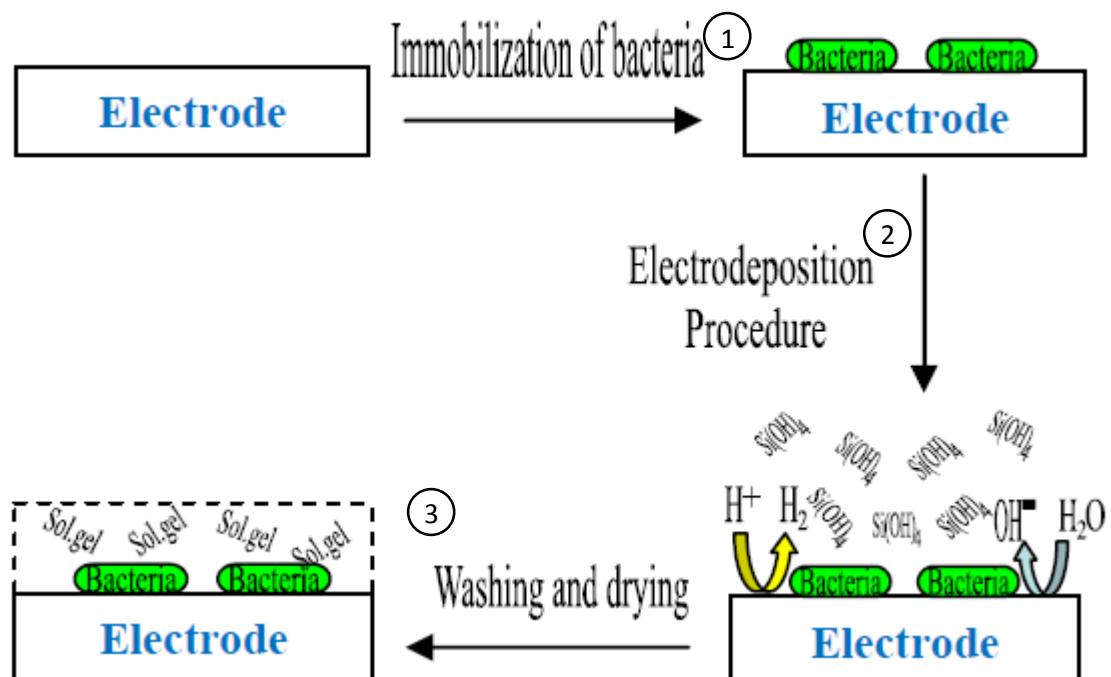 Immobilization of bacteria
1
Electrode
Bacteria
Bacteria
Electrode
2
Electrodeposition
Procedure
Si(OH)4
Si(OH)4
Si(OH)4
Si(OH)4
H+
H2
Si(OH)4
Si(OH)4
Si(OH)4
OH-
H2O
Bacteria
Bacteria
Electrode
3
Washing and drying
Sol.gel
Sol.gel
Sol.gel
Sol.gel
Bacteria
Bacteria
Electrode